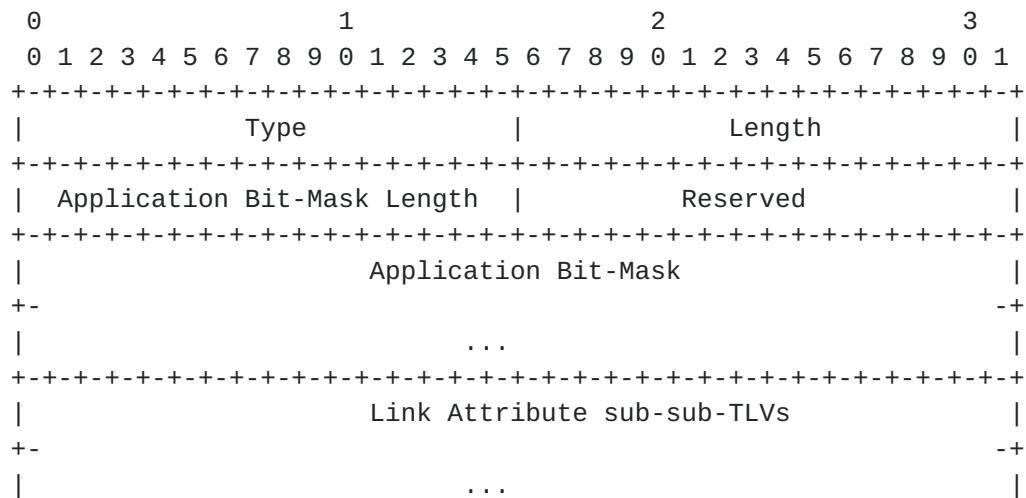 0                   1                   2                   3
 0 1 2 3 4 5 6 7 8 9 0 1 2 3 4 5 6 7 8 9 0 1 2 3 4 5 6 7 8 9 0 1
+-+-+-+-+-+-+-+-+-+-+-+-+-+-+-+-+-+-+-+-+-+-+-+-+-+-+-+-+-+-+-+-+
|              Type             |             Length            |
+-+-+-+-+-+-+-+-+-+-+-+-+-+-+-+-+-+-+-+-+-+-+-+-+-+-+-+-+-+-+-+-+
|  Application Bit-Mask Length  |          Reserved             |
+-+-+-+-+-+-+-+-+-+-+-+-+-+-+-+-+-+-+-+-+-+-+-+-+-+-+-+-+-+-+-+-+
|                      Application Bit-Mask                     |
+-                                                             -+
|                            ...                                |
+-+-+-+-+-+-+-+-+-+-+-+-+-+-+-+-+-+-+-+-+-+-+-+-+-+-+-+-+-+-+-+-+
|                      Link Attribute sub-sub-TLVs              |
+-                                                             -+
|                            ...                                |